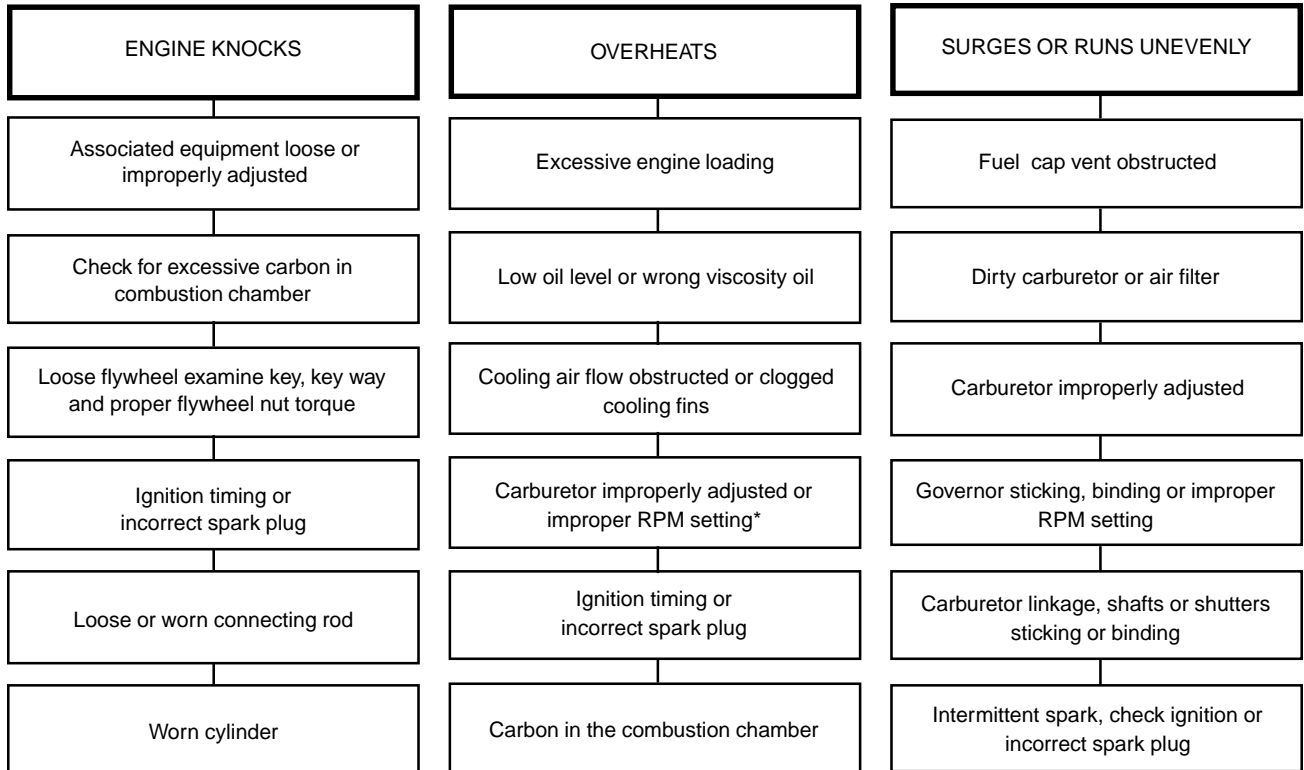 ENGINE KNOCKS
Associated equipment loose or
improperly adjusted
Check for excessive carbon in
combustion chamber
Loose flywheel examine key, key way
and proper flywheel nut torque
Ignition timing or
incorrect spark plug
Loose or worn connecting rod
Worn cylinder
OVERHEATS
Excessive engine loading
Low oil level or wrong viscosity oil
Cooling air flow obstructed or clogged
cooling fins
Carburetor improperly adjusted or
improper RPM setting*
Ignition timing or
incorrect spark plug
Carbon in the combustion chamber
SURGES OR RUNS UNEVENLY
Fuel cap vent obstructed
Dirty carburetor or air filter
Carburetor improperly adjusted
Governor sticking, binding or improper
RPM setting
Carburetor linkage, shafts or shutters
sticking or binding
Intermittent spark, check ignition or
incorrect spark plug